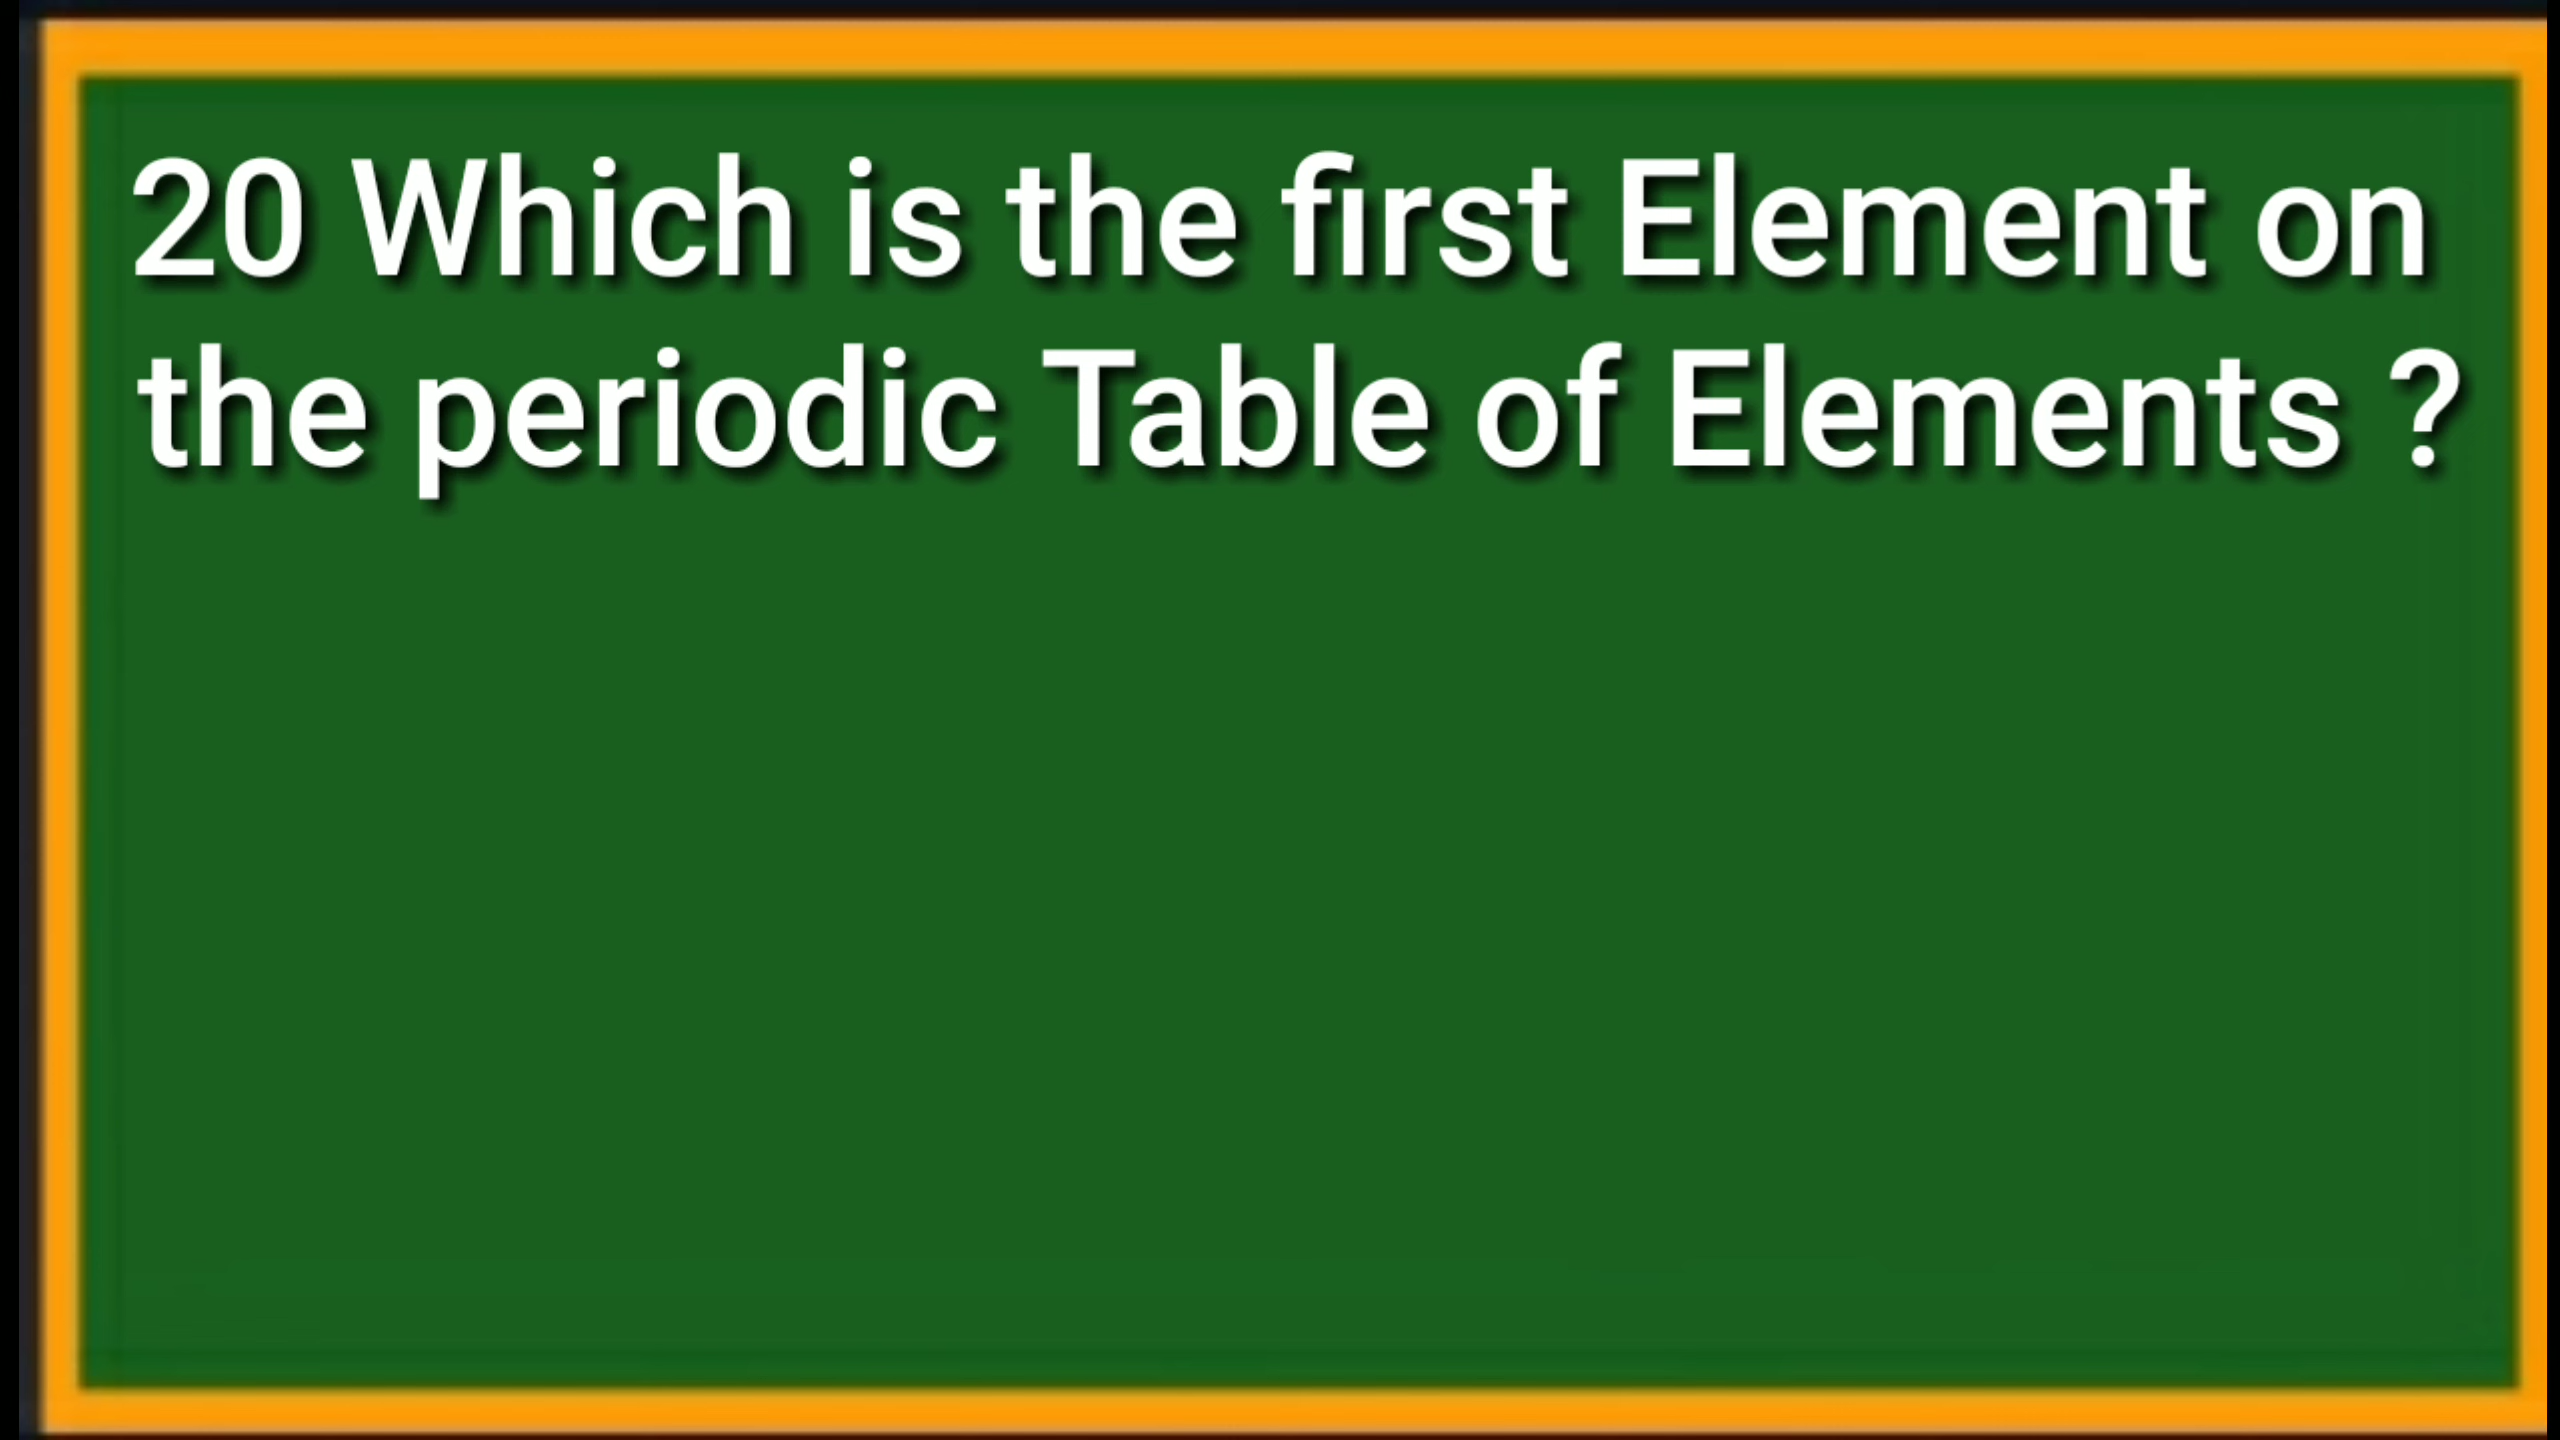 20 Which is the first Element on
the periodic Table of Elements ?